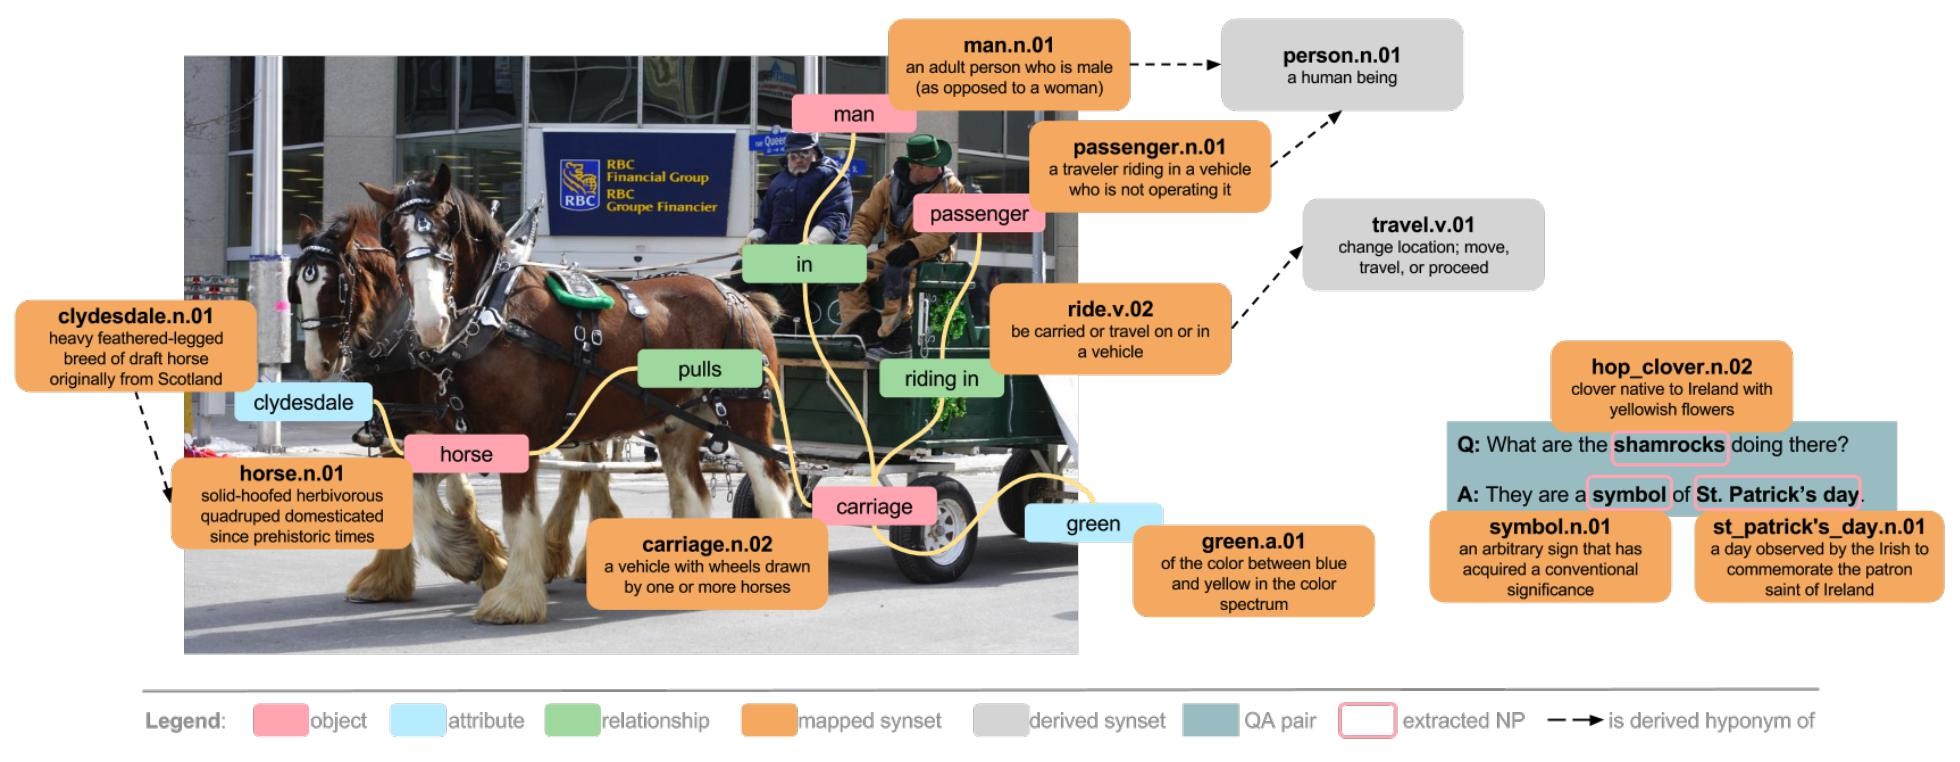 man.n.01
an adult person who is male
(as opposed to a woman)
person.n.01
a human being
man
passenger.n.01
a traveler riding in a vehicle
who is not operating it
RBC
Financial Group
RBC
Groupe Financier
RBC
Queen
passenger
travel.v.01
change location; move,
travel, or proceed
in
ride.v.02
be carried or travel on or in
a vehicle
clydesdale.n.01
heavy feathered-legged
breed of draft horse
originally from Scotland
pulls
riding in
clydesdale
hop_clover.n.02
clover native to Ireland with
yellowish flowers
Q: What are the shamrocks doing there?
A: They are a symbol of St. Patrick's day.
horse
horse.n.01
solid-hoofed herbivorous
quadruped domesticated
since prehistoric times
carriage
green
carriage.n.02
a vehicle with wheels drawn
by one or more horses
green.a.01
of the color between blue
and yellow in the color
spectrum
symbol.n.01
an arbitrary sign that has
acquired a conventional
significance
st_patrick's_day.n.01
a day observed by the Irish to
commemorate the patron
saint of Ireland
Legend: object attribute relationship mapped synset derived synset QA pair extracted NP is derived hyponym of